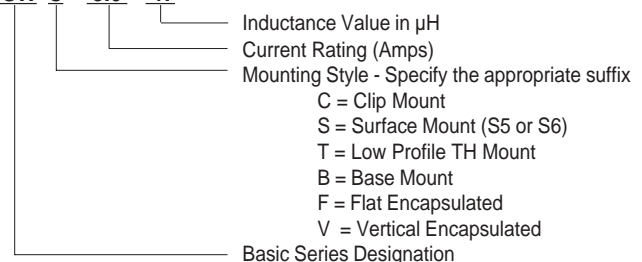 Inductance Value in µH
Current Rating (Amps)
Mounting Style - Specify the appropriate suffix
C = Clip Mount
S = Surface Mount (S5 or S6)
T = Low Profile TH Mount
B = Base Mount
F = Flat Encapsulated
V = Vertical Encapsulated
Basic Series Designation